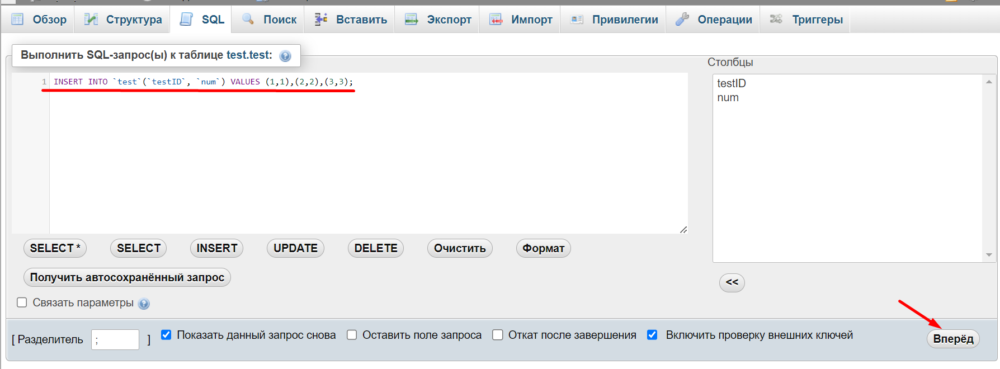 Обзор Структура SQL Поиск Вставить Экспорт Импорт Привилегии Операции Триггеры
Выполнить SQL-запрос(ы) к таблице test.test:
Столбцы
1 INSERT INTO `test`(`testID`, `num`) VALUES (1,1),(2,2),(3,3);
testID
num
SELECT * SELECT INSERT UPDATE DELETE Очистить Формат
Получить автосохранённый запрос
<<
Связать параметры
[ Разделитель ; ] Показать данный запрос снова Оставить поле запроса Откат после завершения Включить проверку внешних ключей Вперёд